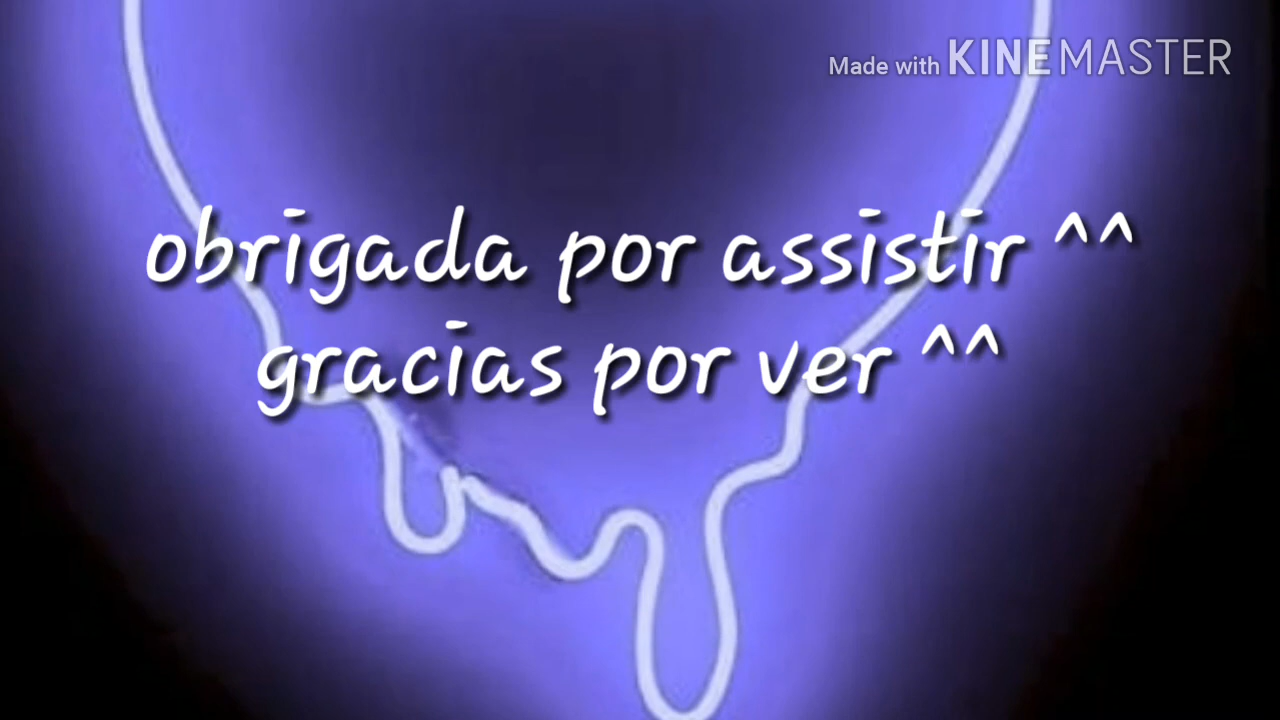 Made with KINEMASTER
obrigada por assistir ^^
gracias por ver ^^